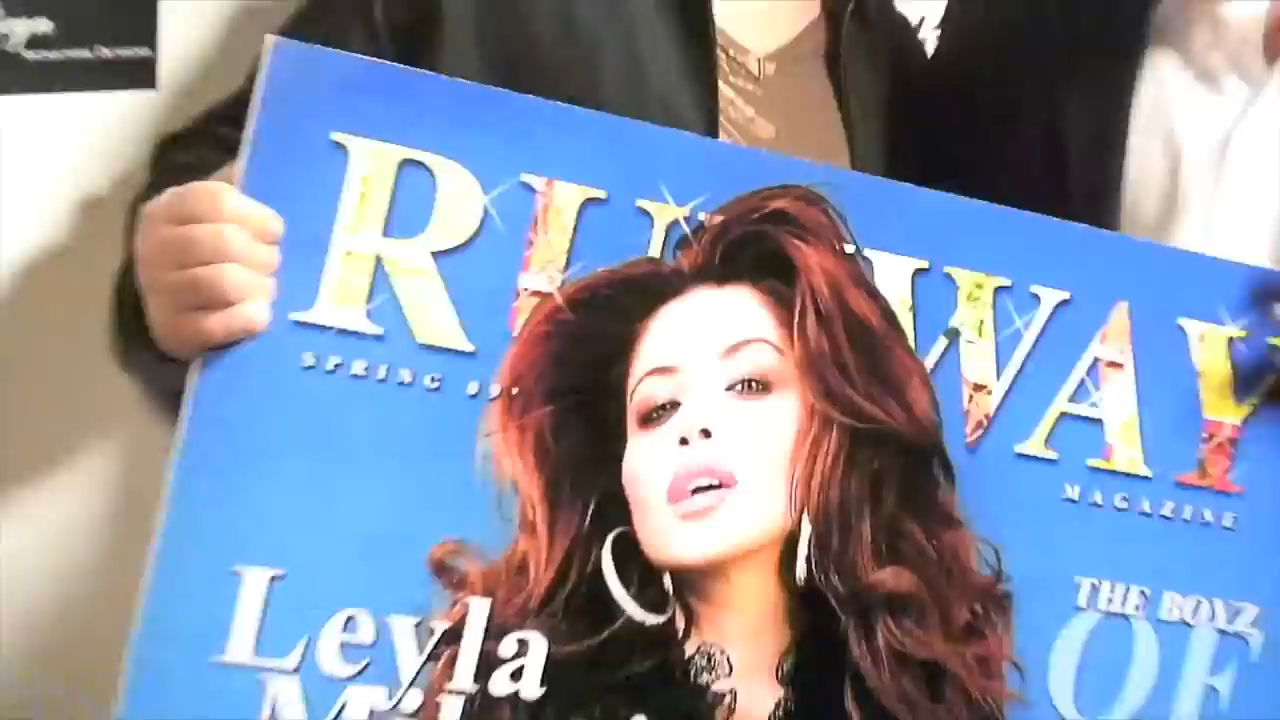 RUNWAY
SPRING
MAGAZINE
Leyla
THE BOYZ
OF